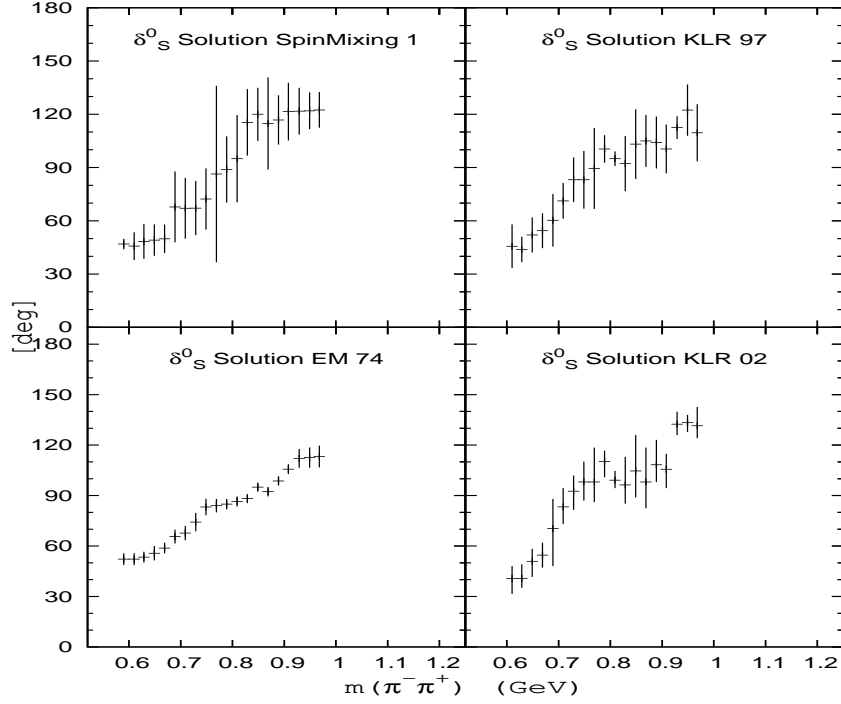 180
150
120
90
60
30
0
δ⁰ₛ Solution SpinMixing 1
δ⁰ₛ Solution KLR 97
[deg]
180
150
120
90
60
30
0
δ⁰ₛ Solution EM 74
δ⁰ₛ Solution KLR 02
0.6 0.7 0.8 0.9 1 1.1 1.2
0.6 0.7 0.8 0.9 1 1.1 1.2
m (π⁻π⁺) (GeV)